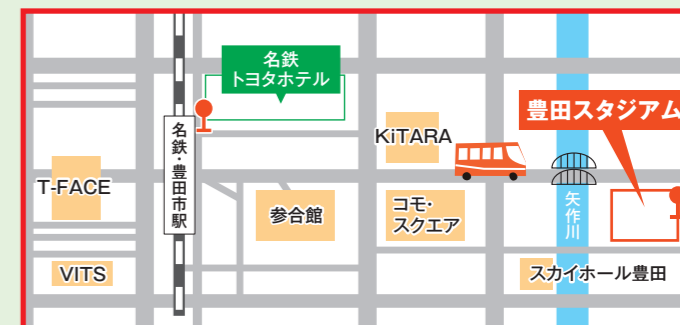 名鉄
トヨタホテル
KiTARA
豊田スタジアム
名鉄・豊田市駅
T-FACE
参合館
コモ・
スクエア
矢作川
VITS
スカイホール豊田